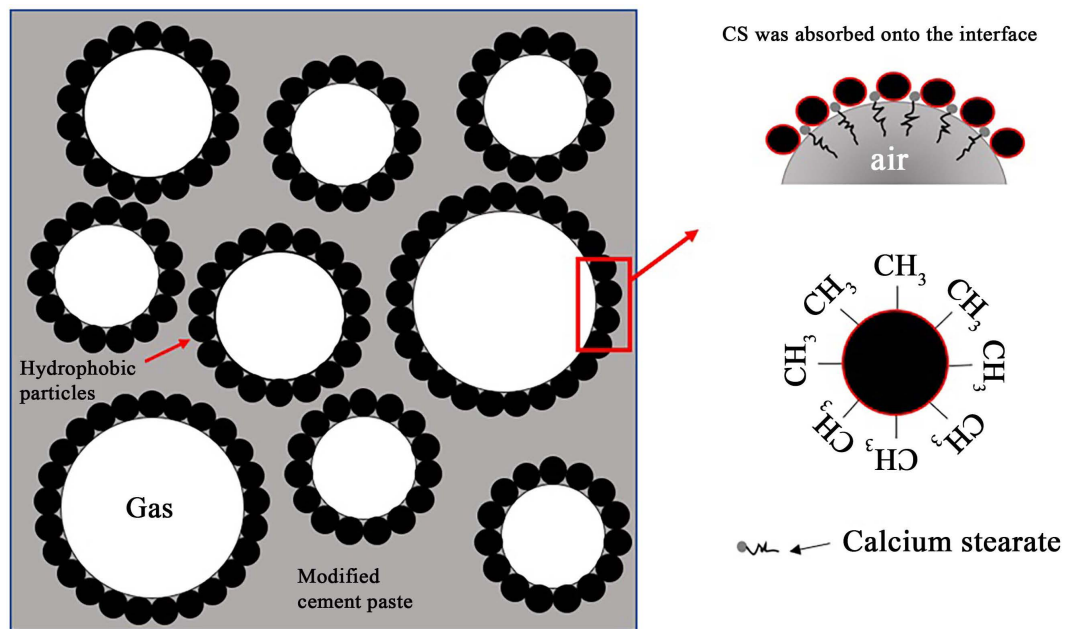 CS was absorbed onto the interface
air
Hydrophobic
particles
Gas
Modified
cement paste
CH3
CH3
CH3
CH3
CH3
CH3
CH3
CH3
Calcium stearate